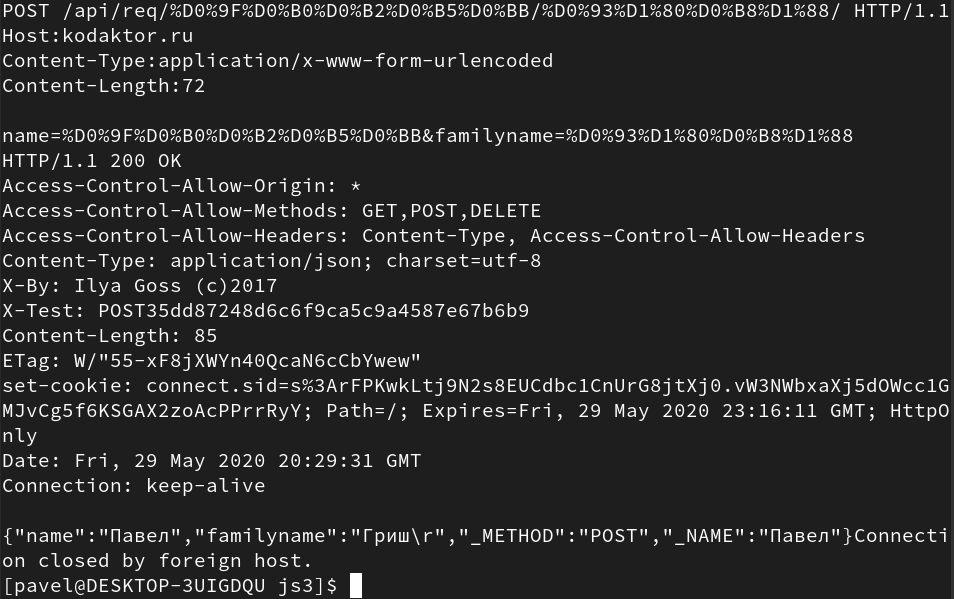 POST /api/req/%D0%9F%D0%B0%D0%B2%D0%B5%D0%BB/%D0%93%D1%80%D0%B8%D1%88/ HTTP/1.1
Host:kodaktor.ru
Content-Type:application/x-www-form-urlencoded
Content-Length:72
name=%D0%9F%D0%B0%D0%B2%D0%B5%D0%BB&familyname=%D0%93%D1%80%D0%B8%D1%88
HTTP/1.1 200 OK
Access-Control-Allow-Origin: *
Access-Control-Allow-Methods: GET,POST,DELETE
Access-Control-Allow-Headers: Content-Type, Access-Control-Allow-Headers
Content-Type: application/json; charset=utf-8
X-By: Ilya Goss (c)2017
X-Test: POST35dd87248d6c6f9ca5c9a4587e67b6b9
Content-Length: 85
ETag: W/"55-xF8jXWYn40QcaN6cCbYwew"
set-cookie: connect.sid=s%3ArFPKwkLtj9N2s8EUCdbc1CnUrG8jtXj0.vW3NWbxaXj5dOWcc1G
MJvCg5f6KSGAX2zoAcPPrrRyY; Path=/; Expires=Fri, 29 May 2020 23:16:11 GMT; HttpO
nly
Date: Fri, 29 May 2020 20:29:31 GMT
Connection: keep-alive
{"name":"Павел","familyname":"Гриш\r","_METHOD":"POST","_NAME":"Павел"}Connecti
on closed by foreign host.
[pavel@DESKTOP-3UIGDQU js3]$